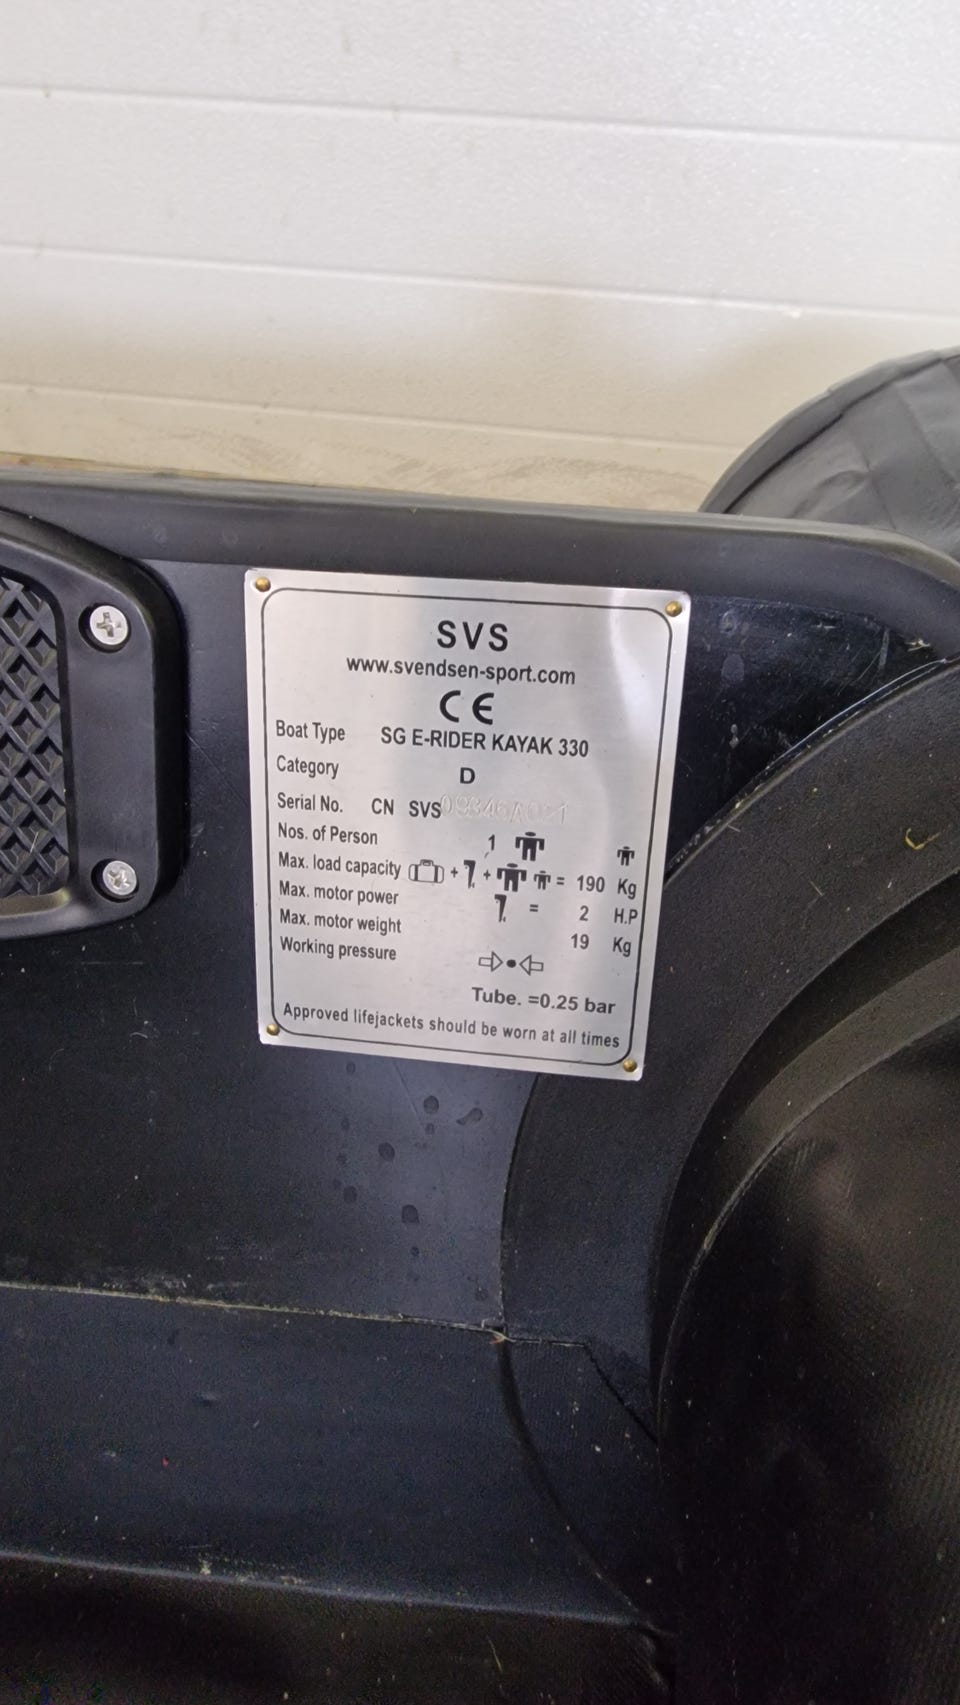 SVS
www.svendsen-sport.com
CE
Boat Type SG E-RIDER KAYAK 330
Category D
Serial No. CN SVS
Nos. of Person 1
Max. load capacity + + = 190 Kg
Max. motor power = 2 H.P
Max. motor weight 19 Kg
Working pressure
Tube. =0.25 bar
Approved lifejackets should be worn at all times